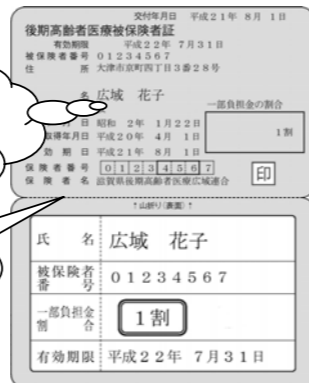 交付年月日 平成21年 8月 1日
後期高齢者医療被保険者証
有効期限 平成22年 7月31日
被保険者番号 01234567
住 所 大津市京町四丁目3番28号
名 広域 花子
一部負担金の割合
月 日 昭和 2年 1月22日
1割
取得年月日 平成20年 4月 1日
効 期 日 平成21年 8月 1日
保険者番号 01234567
印
保 険 者 名 滋賀県後期高齢者医療広域連合
↑山折り(表面)↑
氏 名 広域 花子
被保険者番号 01234567
一部負担金割合 1割
有効期限 平成22年 7月31日